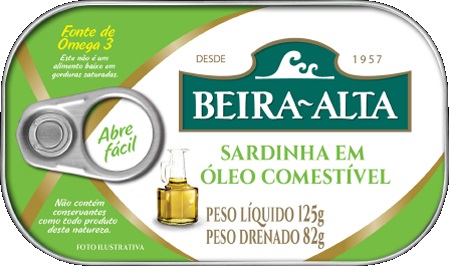 Fonte de
Ômega 3
Este não é um
alimento baixo em
gorduras saturadas.
DESDE 1957
BEIRA~ALTA
Abre
fácil
SARDINHA EM
ÓLEO COMESTÍVEL
PESO LÍQUIDO 125g
PESO DRENADO 82g
Não contém
conservantes
como todo produto
desta natureza.
FOTO ILUSTRATIVA